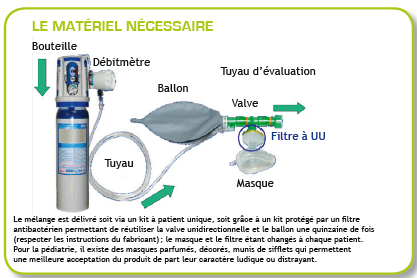 LE MATÉRIEL NÉCESSAIRE
Bouteille
Débitmètre
Tuyau d’évaluation
Ballon
Valve
Filtre à UU
Tuyau
Masque
Le mélange est délivré soit via un kit à patient unique, soit grâce à un kit protégé par un filtre
antibactérien permettant de réutiliser la valve unidirectionnelle et le ballon une quinzaine de fois
(respecter les instructions du fabricant); le masque et le filtre étant changés à chaque patient.
Pour la pédiatrie, il existe des masques parfumés, décorés, munis de sifflets qui permettent
une meilleure acceptation du produit de part leur caractère ludique ou distrayant.